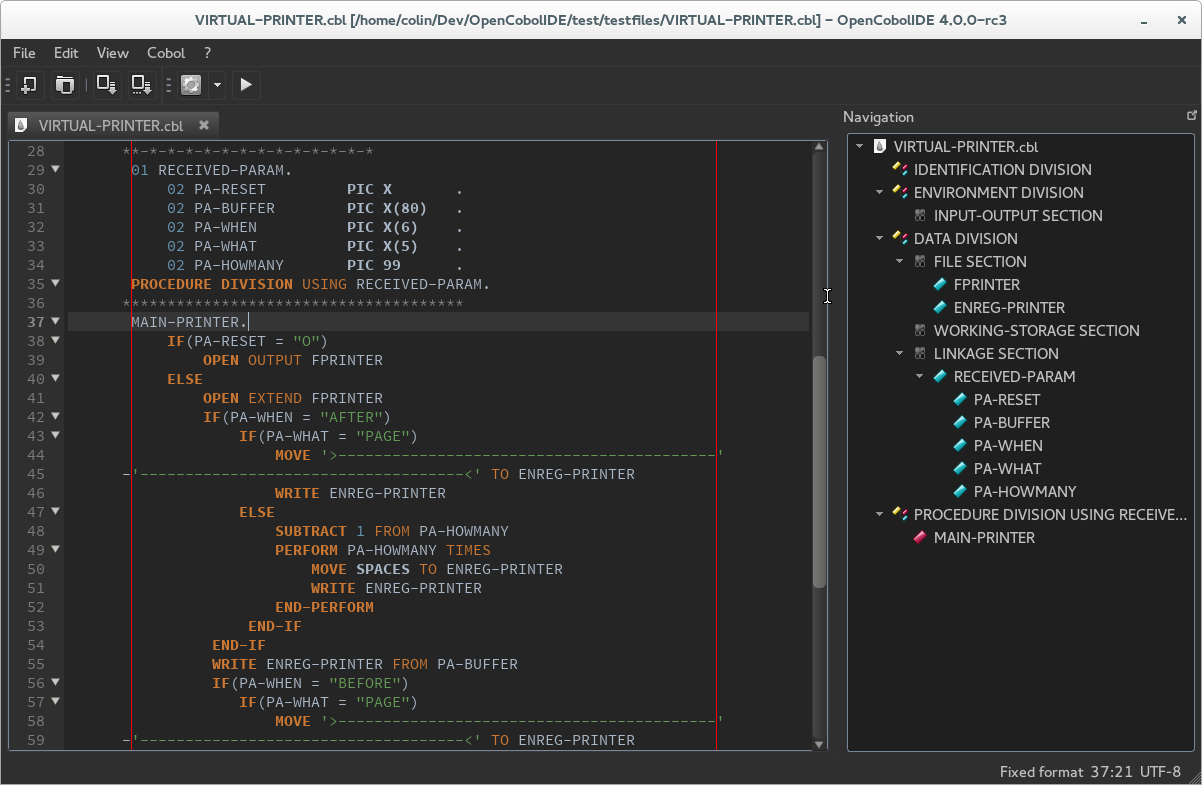 VIRTUAL-PRINTER.cbl [/home/colin/Dev/OpenCobolIDE/test/testfiles/VIRTUAL-PRINTER.cbl] - OpenCobolIDE 4.0.0-rc3
File Edit View Cobol ?
VIRTUAL-PRINTER.cbl
28 **-*-*-*-*-*-*-*-*-*-*-*-*-*
29 01 RECEIVED-PARAM.
30 02 PA-RESET PIC X .
31 02 PA-BUFFER PIC X(80) .
32 02 PA-WHEN PIC X(6) .
33 02 PA-WHAT PIC X(5) .
34 02 PA-HOWMANY PIC 99 .
35 PROCEDURE DIVISION USING RECEIVED-PARAM.
36 **************************************
37 MAIN-PRINTER.
38 IF(PA-RESET = "O")
39 OPEN OUTPUT FPRINTER
40 ELSE
41 OPEN EXTEND FPRINTER
42 IF(PA-WHEN = "AFTER")
43 IF(PA-WHAT = "PAGE")
44 MOVE '>------------------------------------------'
45 -'------------------------------------<' TO ENREG-PRINTER
46 WRITE ENREG-PRINTER
47 ELSE
48 SUBTRACT 1 FROM PA-HOWMANY
49 PERFORM PA-HOWMANY TIMES
50 MOVE SPACES TO ENREG-PRINTER
51 WRITE ENREG-PRINTER
52 END-PERFORM
53 END-IF
54 END-IF
55 WRITE ENREG-PRINTER FROM PA-BUFFER
56 IF(PA-WHEN = "BEFORE")
57 IF(PA-WHAT = "PAGE")
58 MOVE '>------------------------------------------'
59 -'------------------------------------<' TO ENREG-PRINTER
Navigation
VIRTUAL-PRINTER.cbl
IDENTIFICATION DIVISION
ENVIRONMENT DIVISION
INPUT-OUTPUT SECTION
DATA DIVISION
FILE SECTION
FPRINTER
ENREG-PRINTER
WORKING-STORAGE SECTION
LINKAGE SECTION
RECEIVED-PARAM
PA-RESET
PA-BUFFER
PA-WHEN
PA-WHAT
PA-HOWMANY
PROCEDURE DIVISION USING RECEIVE...
MAIN-PRINTER
Fixed format 37:21 UTF-8